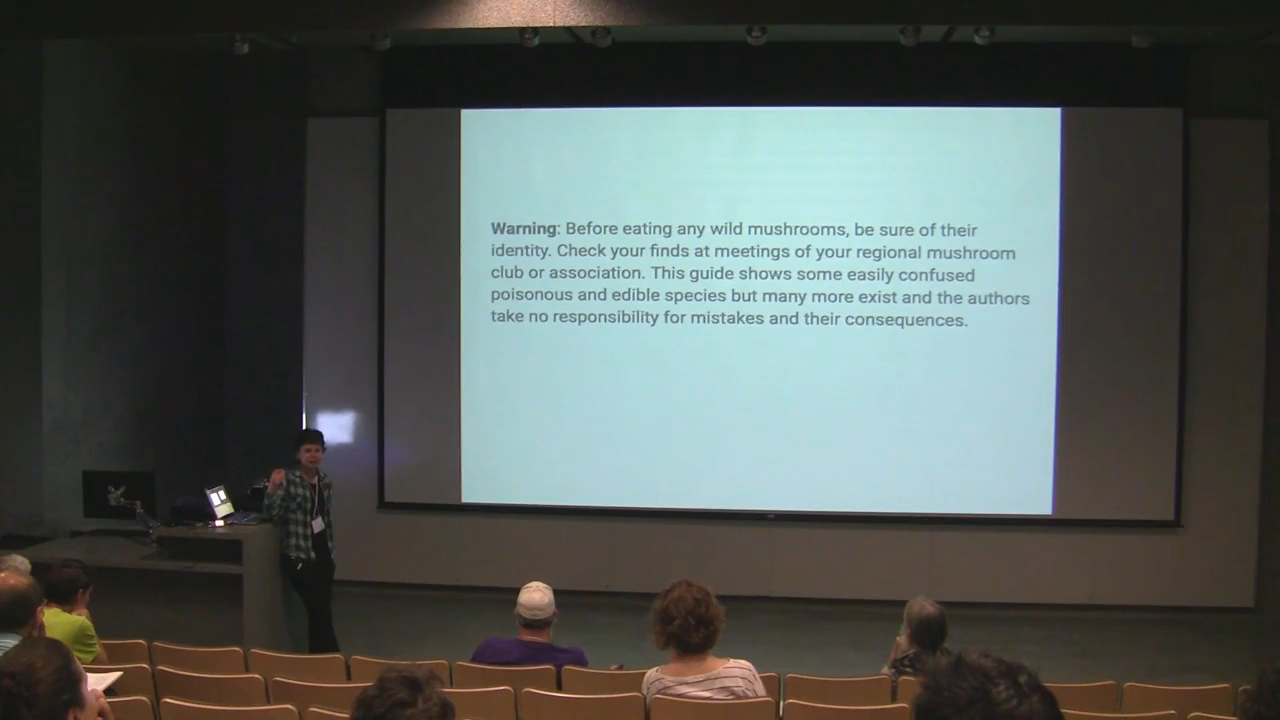 Warning: Before eating any wild mushrooms, be sure of their
identity. Check your finds at meetings of your regional mushroom
club or association. This guide shows some easily confused
poisonous and edible species but many more exist and the authors
take no responsibility for mistakes and their consequences.